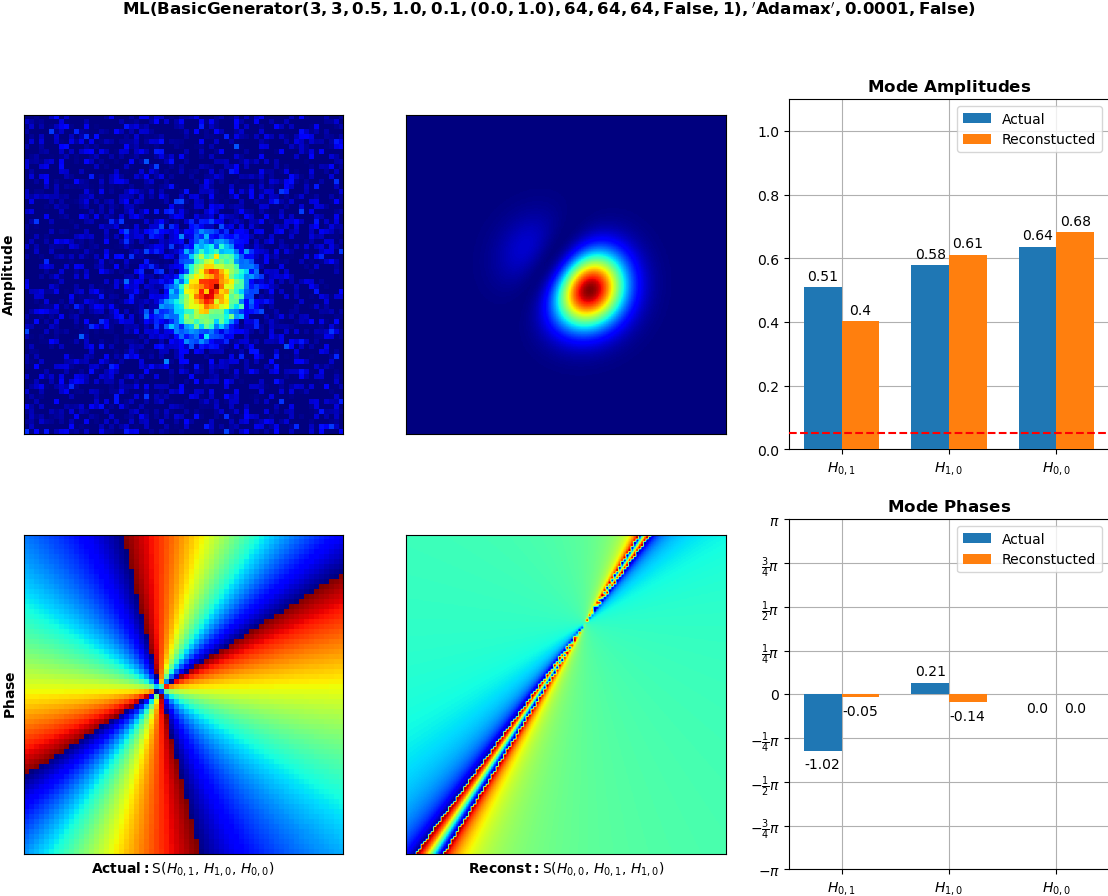 ML(BasicGenerator(3, 3, 0.5, 1.0, 0.1, (0.0, 1.0), 64, 64, 64, False, 1), ′Adamax′, 0.0001, False)
Amplitude
Mode Amplitudes
Actual
Reconstucted
1.0
0.8
0.6
0.4
0.2
0.0
0.51
0.4
0.58
0.61
0.64
0.68
H0,1
H1,0
H0,0
Phase
Actual: S(H0,1, H1,0, H0,0)
Reconst: S(H0,0, H0,1, H1,0)
Mode Phases
Actual
Reconstucted
π
3/4π
1/2π
1/4π
0
−1/4π
−1/2π
−3/4π
−π
-1.02
-0.05
0.21
-0.14
0.0
0.0
H0,1
H1,0
H0,0